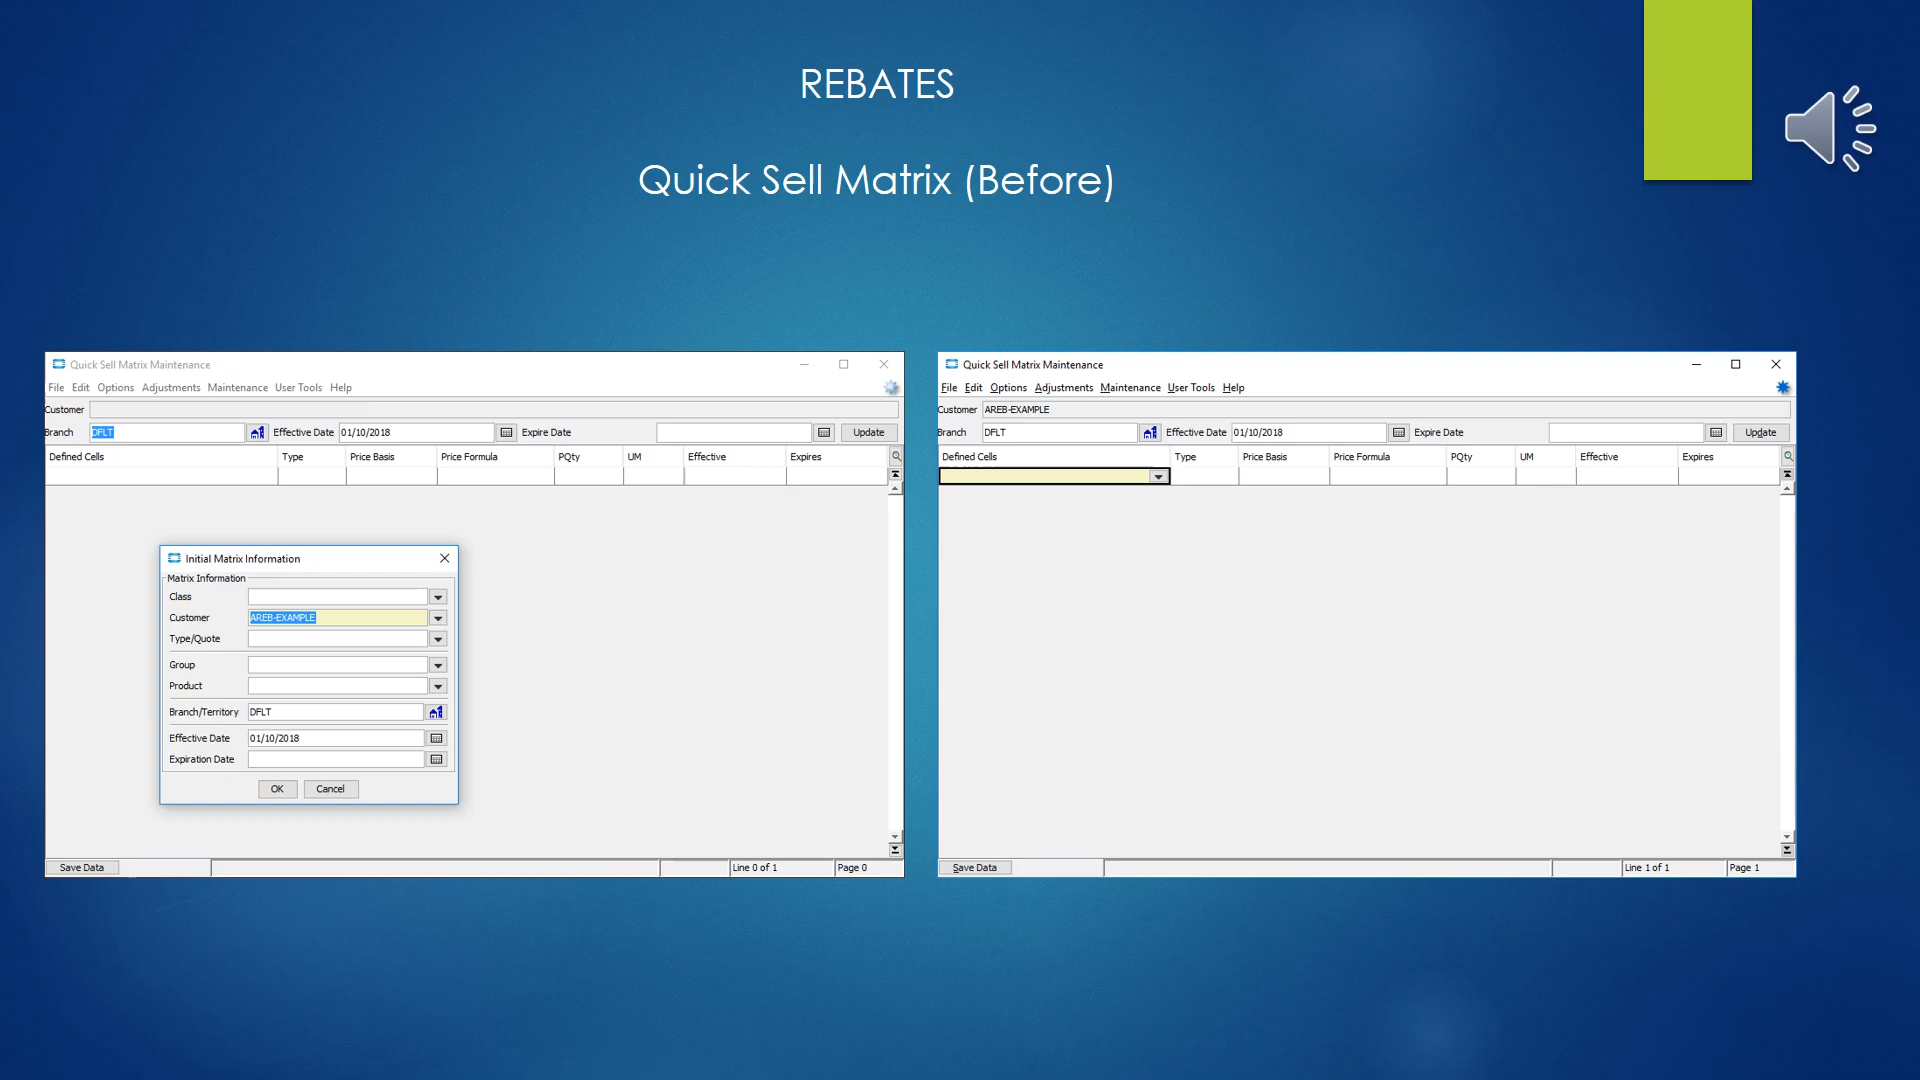 REBATES
Quick Sell Matrix (Before)
Quick Sell Matrix Maintenance
File Edit Options Adjustments Maintenance User Tools Help
Customer
Branch DFLT Effective Date 01/10/2018 Expire Date Update
Defined Cells Type Price Basis Price Formula PQty UM Effective Expires
Initial Matrix Information
Matrix Information
Class
Customer AREB-EXAMPLE
Type/Quote
Group
Product
Branch/Territory DFLT
Effective Date 01/10/2018
Expiration Date
OK Cancel
Save Data Line 0 of 1 Page 0
Quick Sell Matrix Maintenance
File Edit Options Adjustments Maintenance User Tools Help
Customer AREB-EXAMPLE
Branch DFLT Effective Date 01/10/2018 Expire Date Update
Defined Cells Type Price Basis Price Formula PQty UM Effective Expires
Save Data Line 1 of 1 Page 1